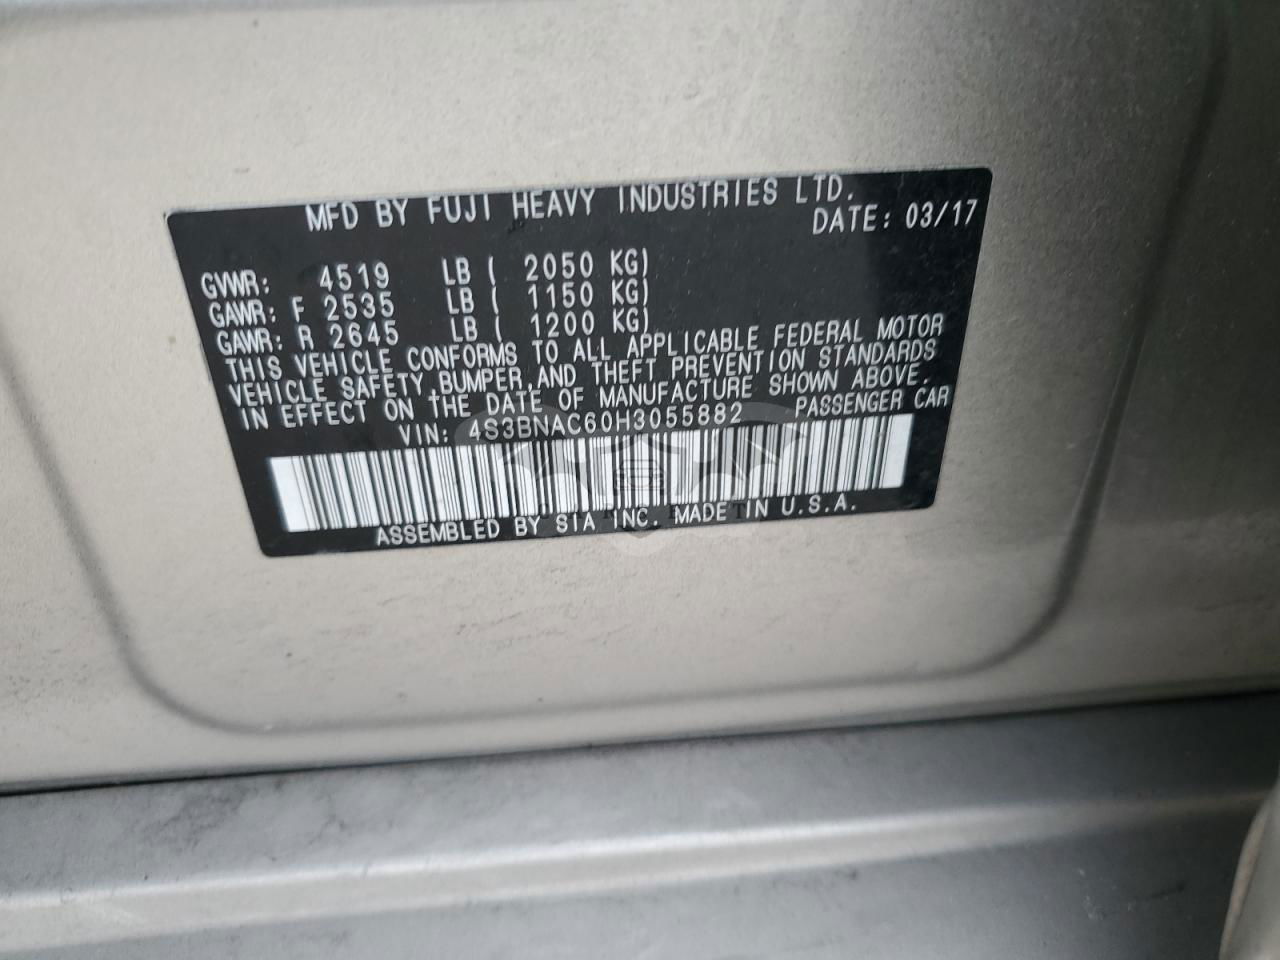 MFD BY FUJI HEAVY INDUSTRIES LTD.
DATE: 03/17
GVWR: 4519 LB ( 2050 KG)
GAWR: F 2535 LB ( 1150 KG)
GAWR: R 2645 LB ( 1200 KG)
THIS VEHICLE CONFORMS TO ALL APPLICABLE FEDERAL MOTOR
VEHICLE SAFETY,BUMPER,AND THEFT PREVENTION STANDARDS
IN EFFECT ON THE DATE OF MANUFACTURE SHOWN ABOVE.
VIN: 4S3BNAC60H3055882 PASSENGER CAR
ASSEMBLED BY SIA INC. MADE IN U.S.A.